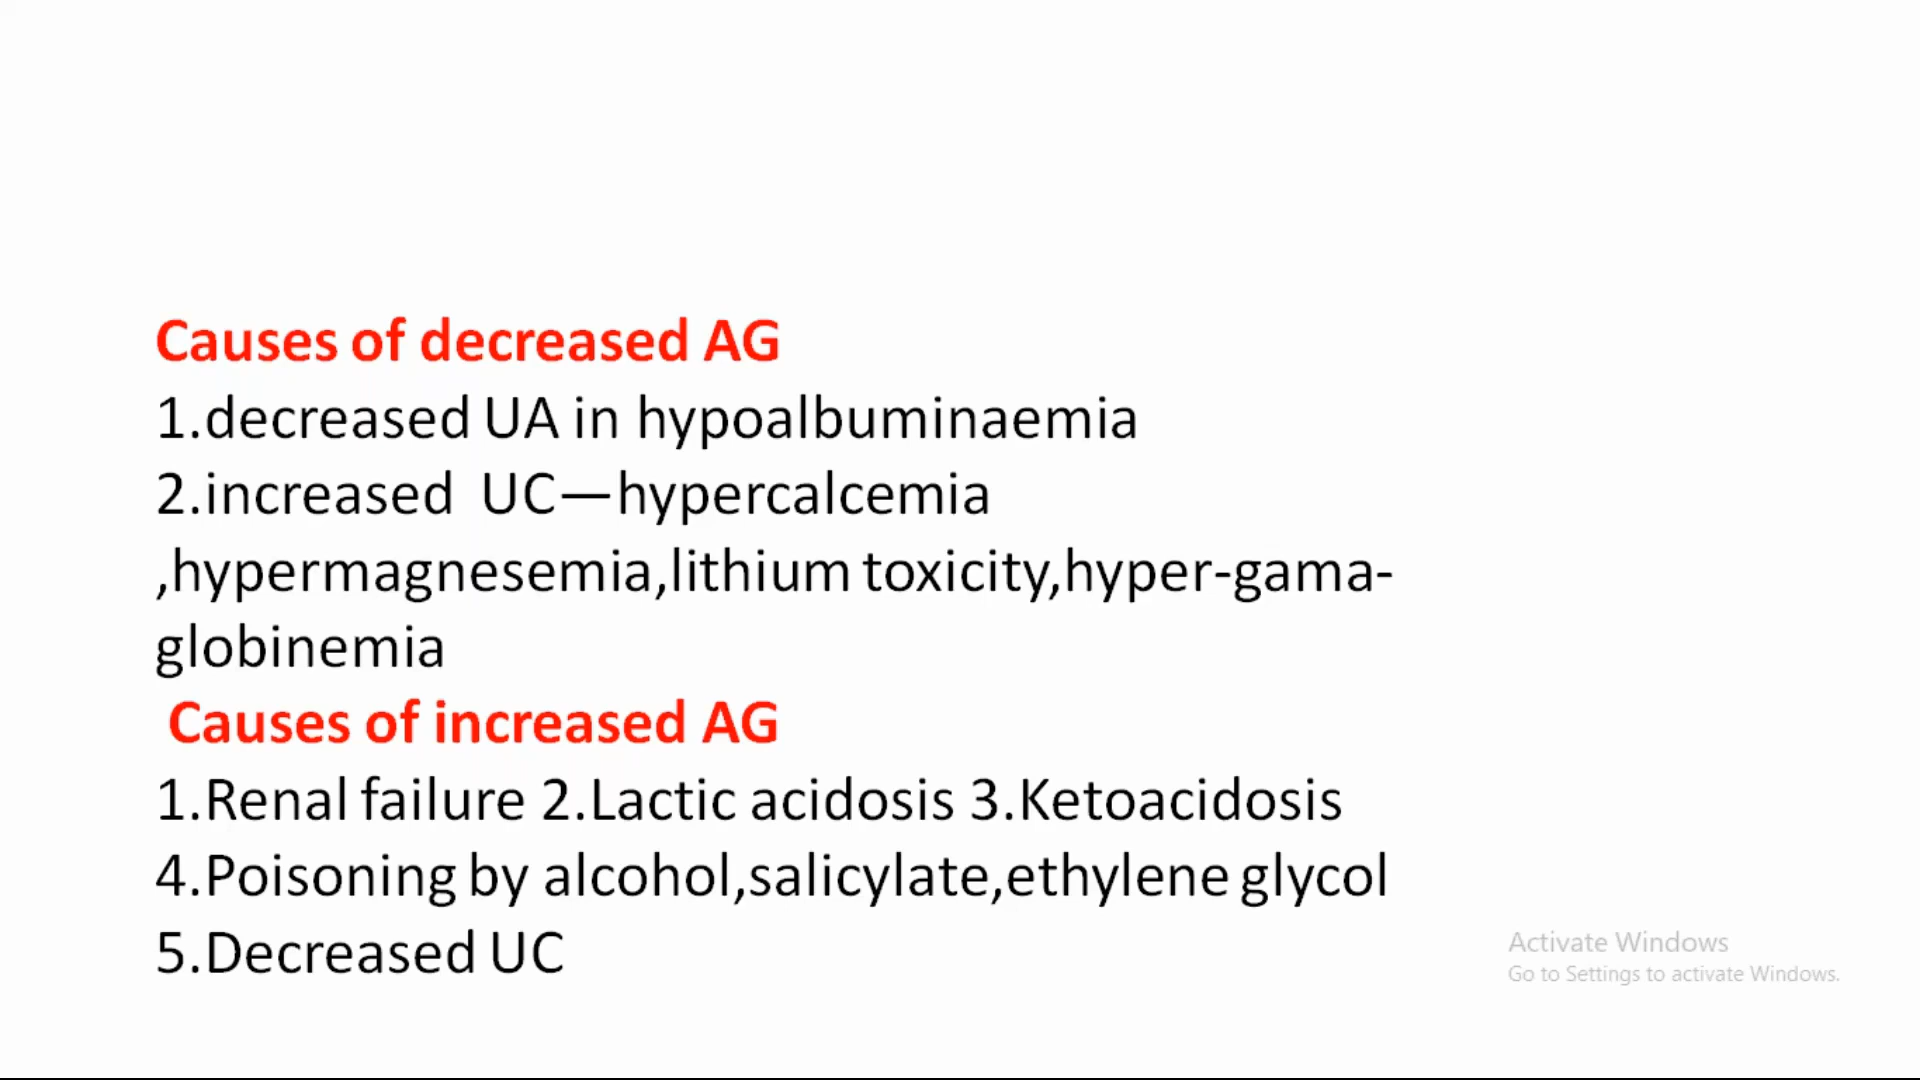 Causes of decreased AG
1.decreased UA in hypoalbuminaemia
2.increased  UC—hypercalcemia
,hypermagnesemia,lithium toxicity,hyper-gama-
globinemia
Causes of increased AG
1.Renal failure 2.Lactic acidosis 3.Ketoacidosis
4.Poisoning by alcohol,salicylate,ethylene glycol
5.Decreased UC
Activate Windows
Go to Settings to activate Windows.